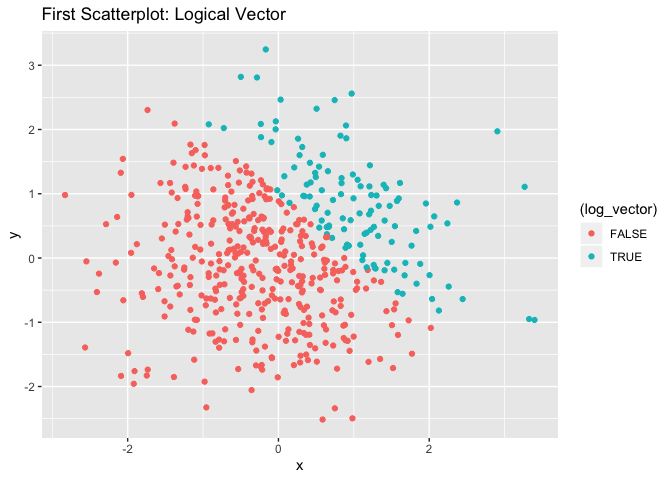 First Scatterplot: Logical Vector
3
2
1
0
-1
-2
y
-2
0
2
x
(log_vector)
FALSE
TRUE